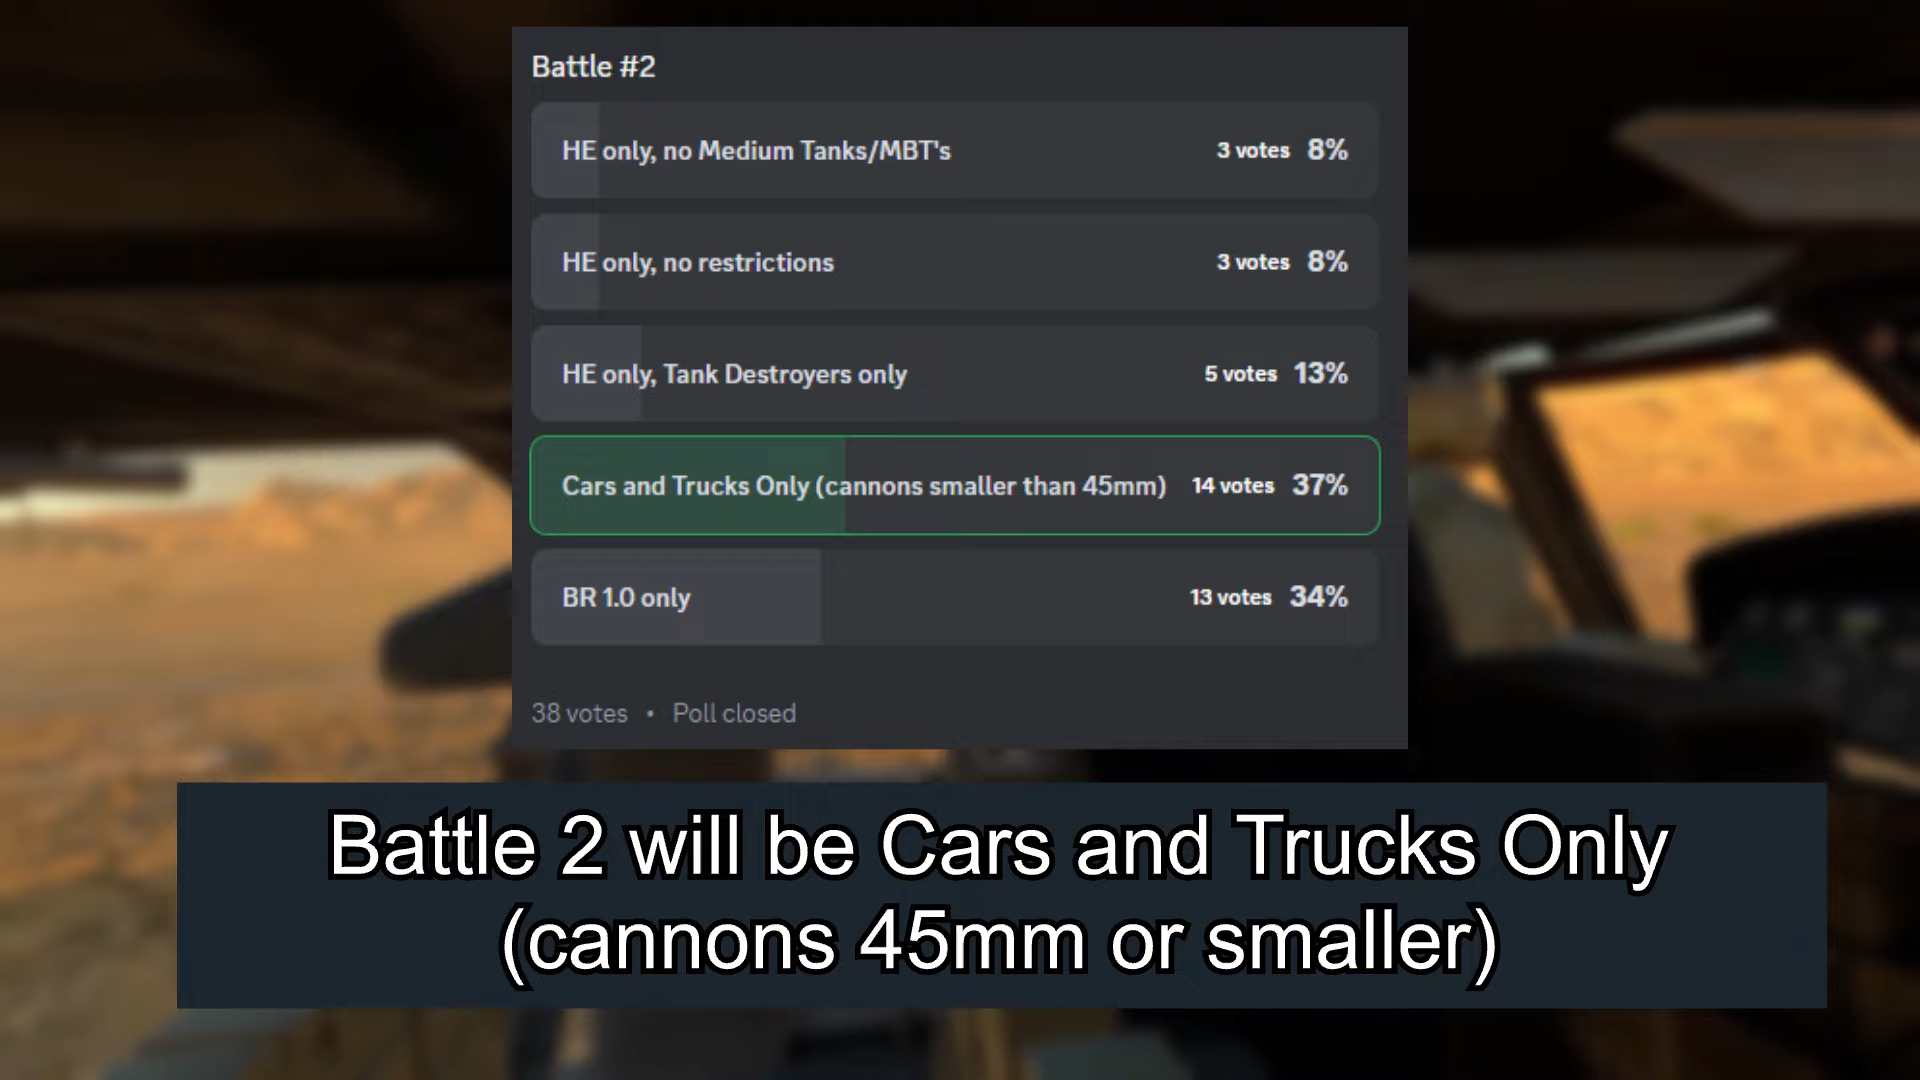 Battle #2
HE only, no Medium Tanks/MBT's 3 votes 8%
HE only, no restrictions 3 votes 8%
HE only, Tank Destroyers only 5 votes 13%
Cars and Trucks Only (cannons smaller than 45mm) 14 votes 37%
BR 1.0 only 13 votes 34%
38 votes • Poll closed
Battle 2 will be Cars and Trucks Only
(cannons 45mm or smaller)